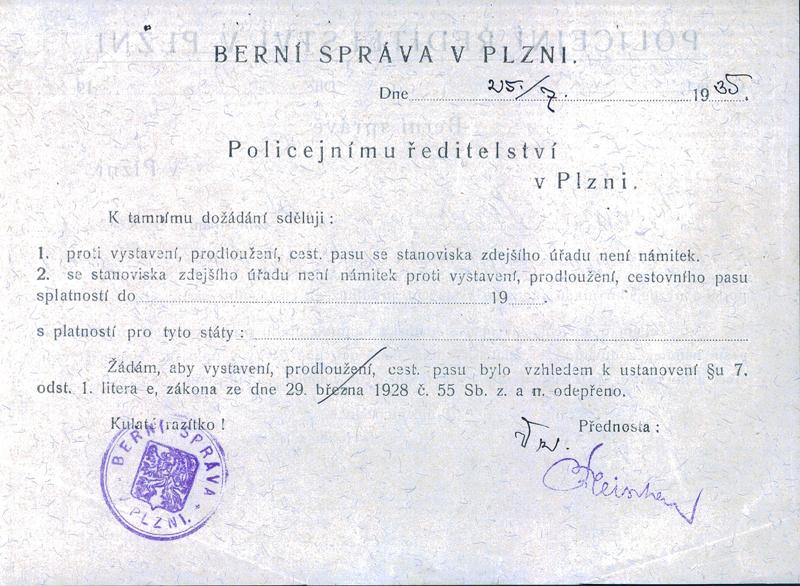 BERNÍ SPRÁVA V PLZNI.
Dne 25./7. 1935.
Policejnímu ředitelství
v Plzni.
K tamnímu dožádání sděluji :
1. proti vystavení, prodloužení, cest. pasu se stanoviska zdejšího úřadu není námitek.
2. se stanoviska zdejšího úřadu není námitek proti vystavení, prodloužení, cestovního pasu
splatností do 19
s platností pro tyto státy :
Žádám, aby vystavení, prodloužení, cest. pasu bylo vzhledem k ustanovení §u 7.
odst. 1. litera e, zákona ze dne 29. března 1928 č. 55 Sb. z. a n. odepřeno.
Kulaté razítko !
Přednosta :
BERNÍ SPRÁVA
V PLZNI.